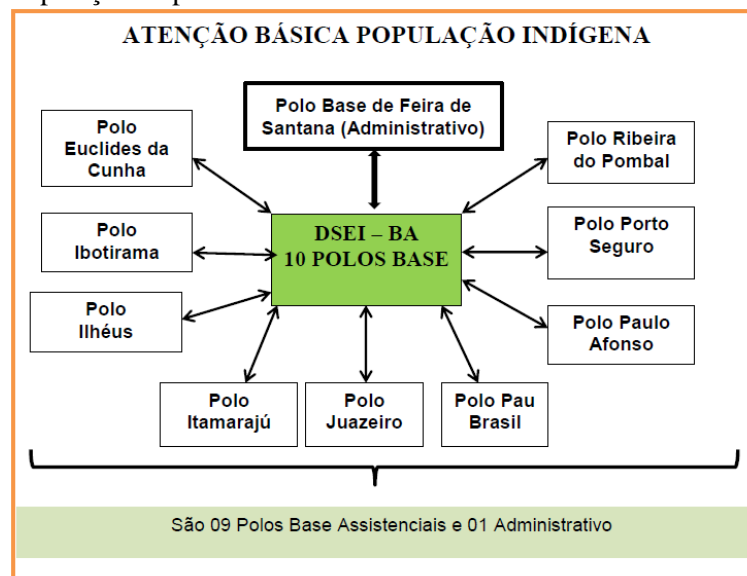 ATENÇÃO BÁSICA POPULAÇÃO INDÍGENA
Polo Base de Feira de
Santana (Administrativo)
Polo
Euclides da
Cunha
Polo Ribeira
do Pombal
Polo
Ibotirama
DSEI – BA
10 POLOS BASE
Polo Porto
Seguro
Polo
Ilhéus
Polo Paulo
Afonso
Polo
Itamarajú
Polo
Juazeiro
Polo Pau
Brasil
São 09 Polos Base Assistenciais e 01 Administrativo